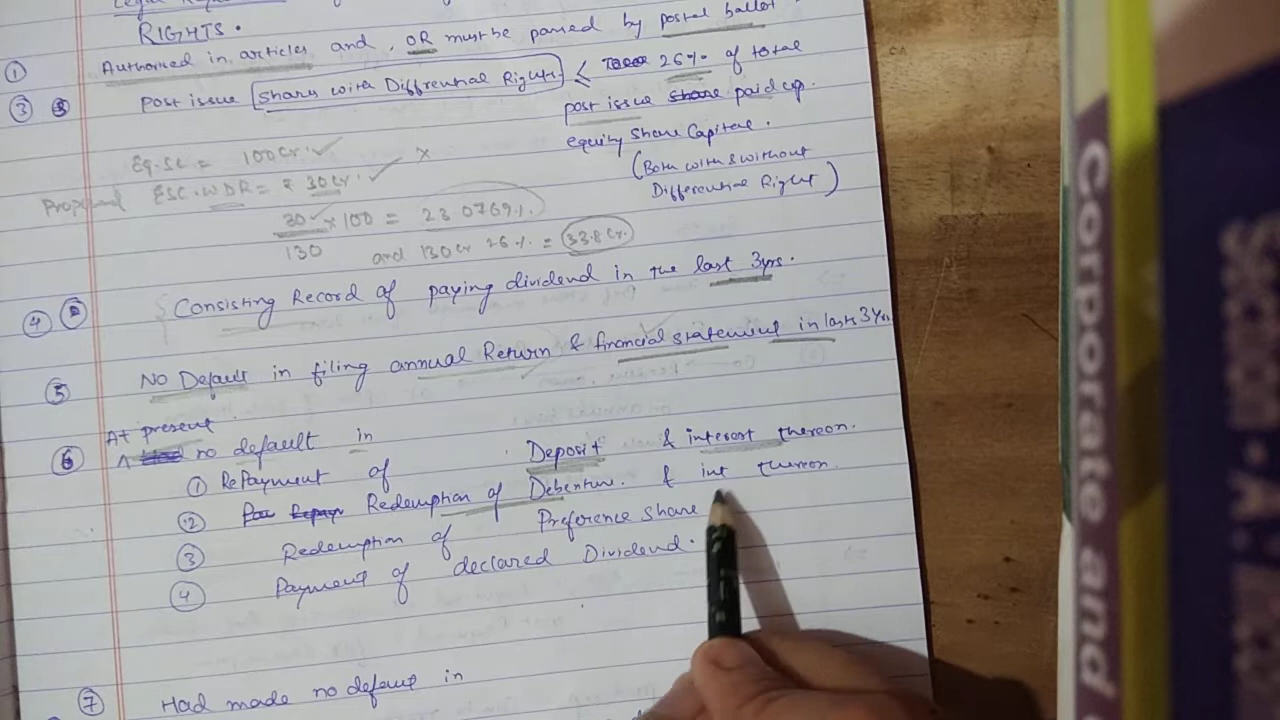 RIGHTS.
① Authorised in articles and, OR must be passed by postal ballot
③ Post issue Shares with Diffrential Rights ≤ 26% of total
post issue share paid up.
equity Share Capital.
(Both with & without
Differential Right)
Eq. SC = 100 Cr. ✓
Proposed ESC. WDR = ₹ 30 Cr. ✓ x
30 x 100 = 23.0769%
130 and 130 Cr 26% = 33.8 Cr.
④ Consisting Record of paying dividend in the last 3yrs.
⑤ No Default in filing annual Return & financial statement in lasts 3 Yrs
At present
⑥ no default in
① RePayment of Deposit & interest thereon.
② Redemption of Debenture. & int thereon.
③ Redemption of Preference share
④ Payment of declared Dividend.
⑦ Had made no default in
Corporate and